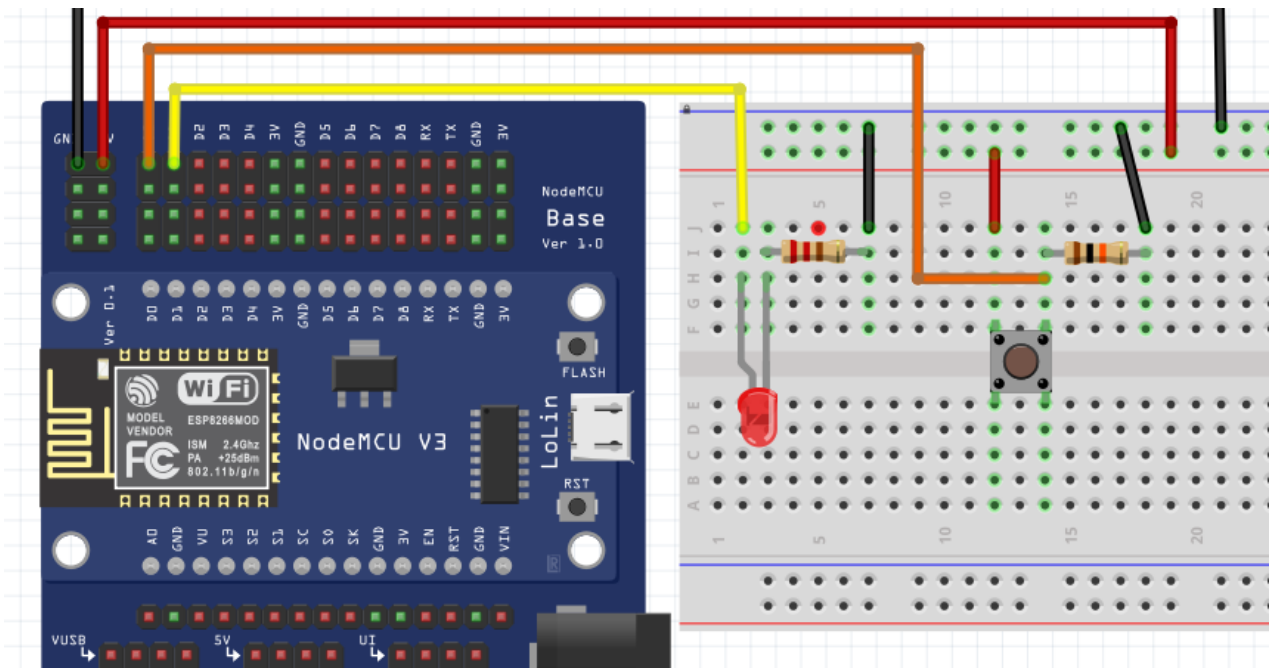 D2 D3 D4 3V GND D5 D6 D7 D8 RX TX GND 3V
NodeMCU
Base
Ver 1.0
Ver 0.1
D0 D1 D2 D3 D4 3V GND D5 D6 D7 D8 RX TX GND 3V
FLASH
WiFi
MODEL
VENDOR
ESP8266MOD
FC
ISM 2.4Ghz
PA +25dBm
802.11b/g/n
NodeMCU V3
LoLin
RST
A0 GND VU S3 S2 S1 SC S0 SK GND 3V EN RST GND VIN
VUSB
5V
UI
1 5 10 15 20
J
I
H
G
F
E
D
C
B
A
1 5 10 15 20